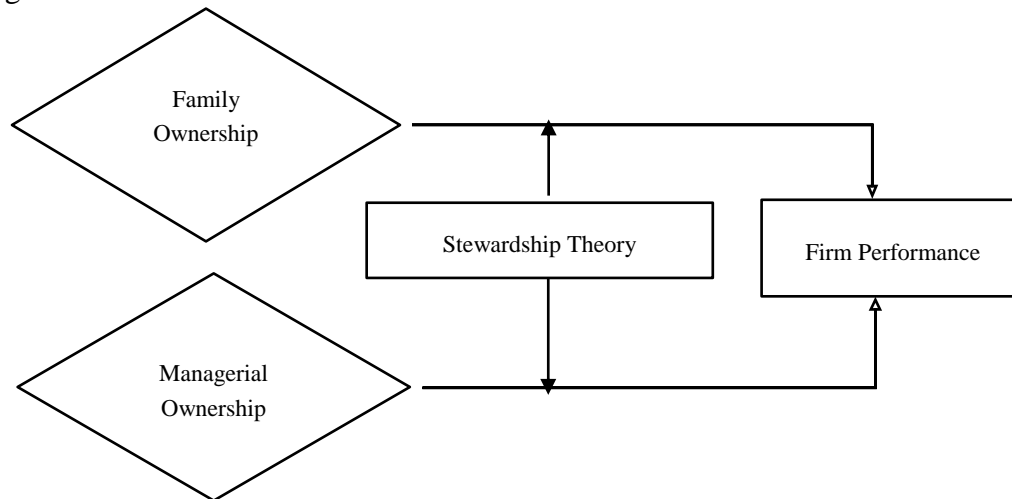 Family
Ownership
Stewardship Theory
Firm Performance
Managerial
Ownership